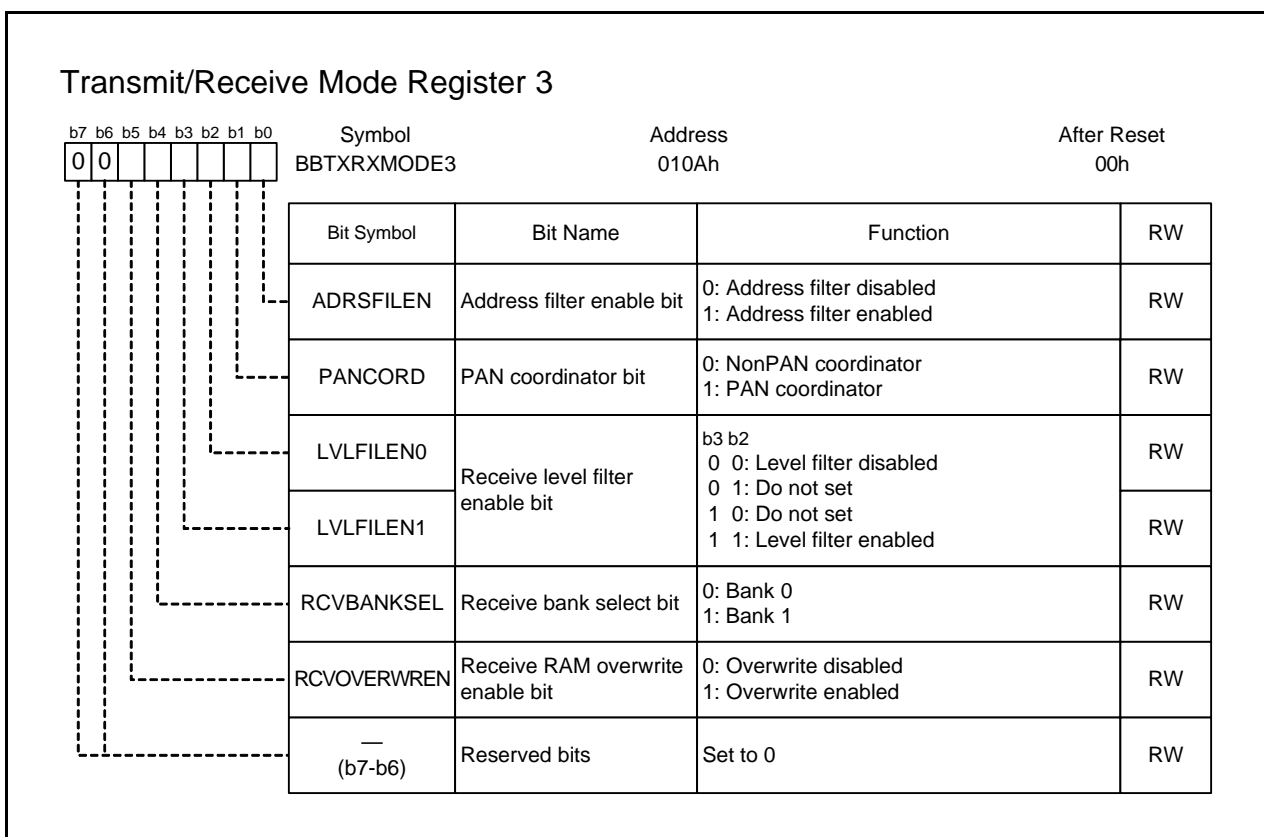 Transmit/Receive Mode Register 3
b7 b6 b5 b4 b3 b2 b1 b0 Symbol Address After Reset
0 0 BBTXRXMODE3 010Ah 00h
Bit Symbol Bit Name Function RW
ADRSFILEN Address filter enable bit 0: Address filter disabled RW
1: Address filter enabled
PANCORD PAN coordinator bit 0: NonPAN coordinator RW
1: PAN coordinator
LVLFILEN0 Receive level filter enable bit b3 b2 RW
0 0: Level filter disabled
0 1: Do not set
LVLFILEN1 1 0: Do not set RW
1 1: Level filter enabled
RCVBANKSEL Receive bank select bit 0: Bank 0 RW
1: Bank 1
RCVOVERWREN Receive RAM overwrite enable bit 0: Overwrite disabled RW
1: Overwrite enabled
— (b7-b6) Reserved bits Set to 0 RW